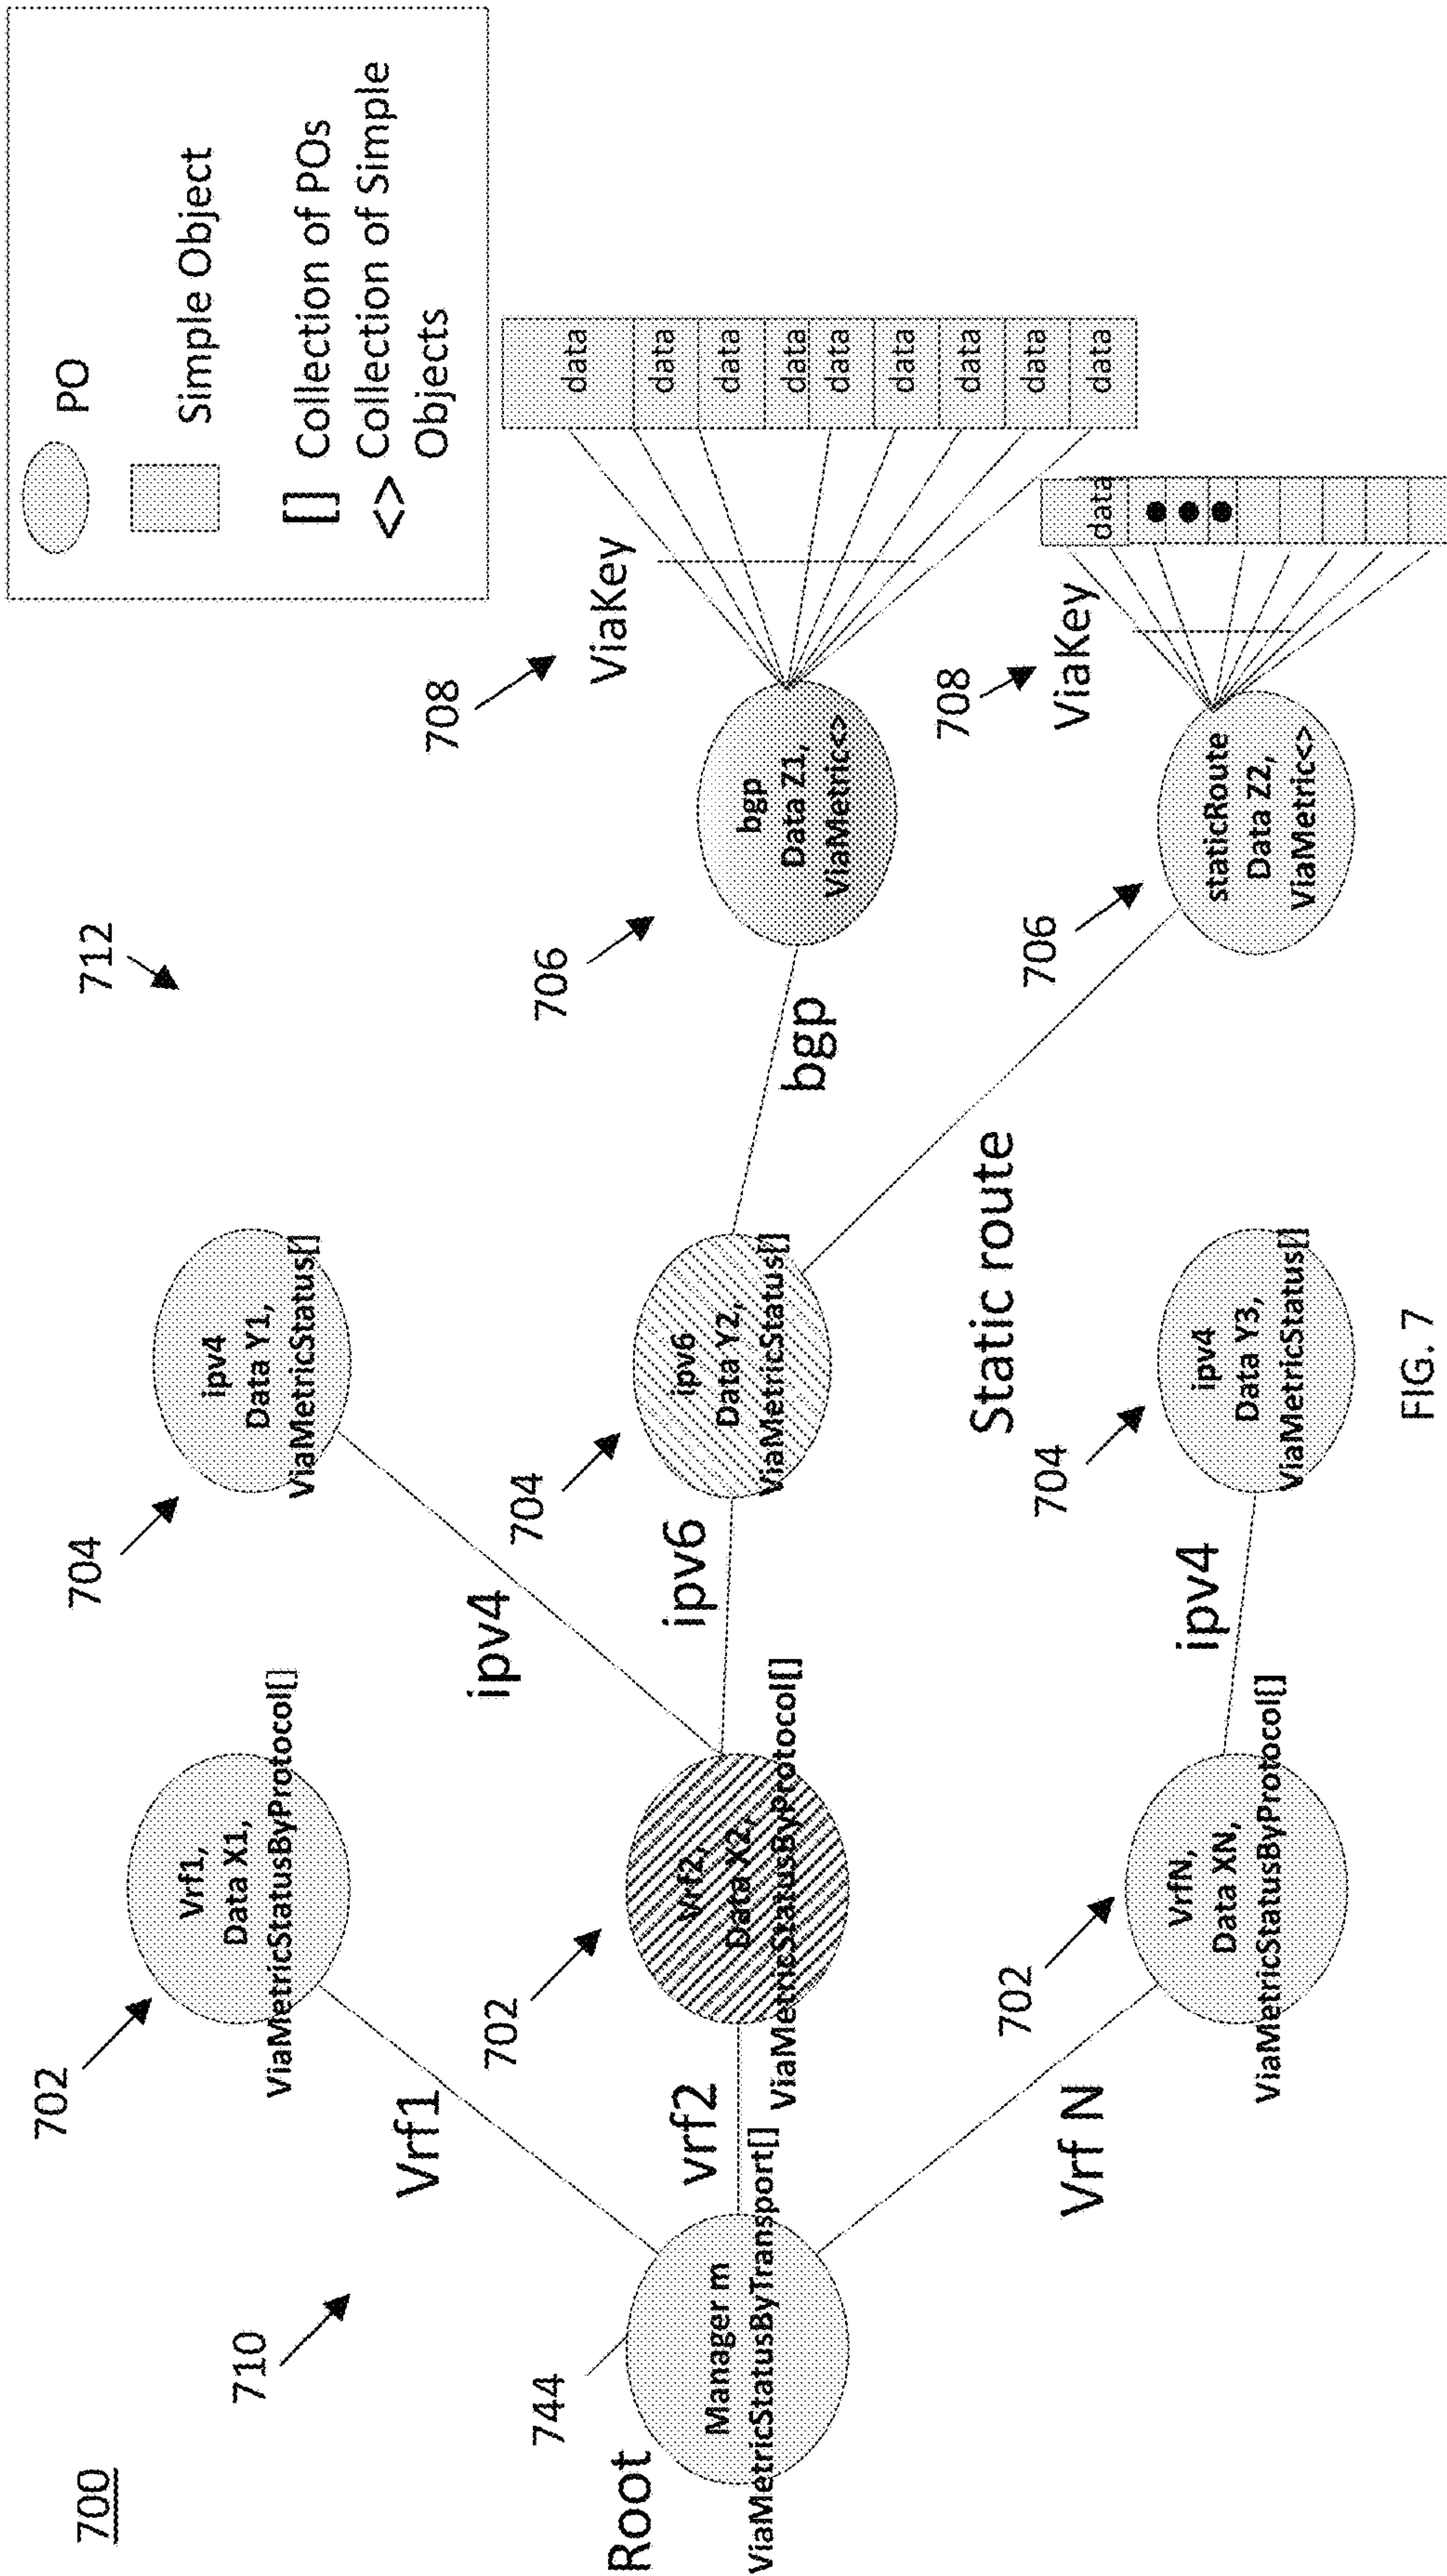 700
710
712
Root
744
Manager m
ViaMetricStatusByTransport[]
Vrf1
vrf2
Vrf N
702
Vrf1,
Data X1,
ViaMetricStatusByProtocol[]
702
Vrf2,
Data X2,
ViaMetricStatusByProtocol[]
702
VrfN,
Data XN,
ViaMetricStatusByProtocol[]
ipv4
ipv6
ipv4
704
ipv4
Data Y1,
ViaMetricStatus[]
704
ipv6
Data Y2,
ViaMetricStatus[]
704
ipv4
Data Y3,
ViaMetricStatus[]
bgp
Static route
706
bgp
Data Z1,
ViaMetric<>
706
staticRoute
Data Z2,
ViaMetric<>
708
ViaKey
708
ViaKey
data
data
data
data
data
data
data
data
data
data
PO
Simple Object
[] Collection of POs
<> Collection of Simple
Objects
FIG. 7